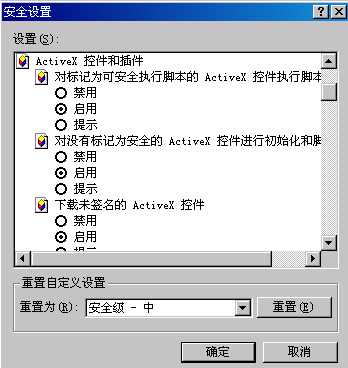 安全设置
设置(S):
ActiveX 控件和插件
对标记为可安全执行脚本的 ActiveX 控件执行脚本
禁用
启用
提示
对没有标记为安全的 ActiveX 控件进行初始化和脚
禁用
启用
提示
下载未签名的 ActiveX 控件
禁用
启用
重置自定义设置
重置为(R): 安全级 - 中 重置(E)
确定 取消